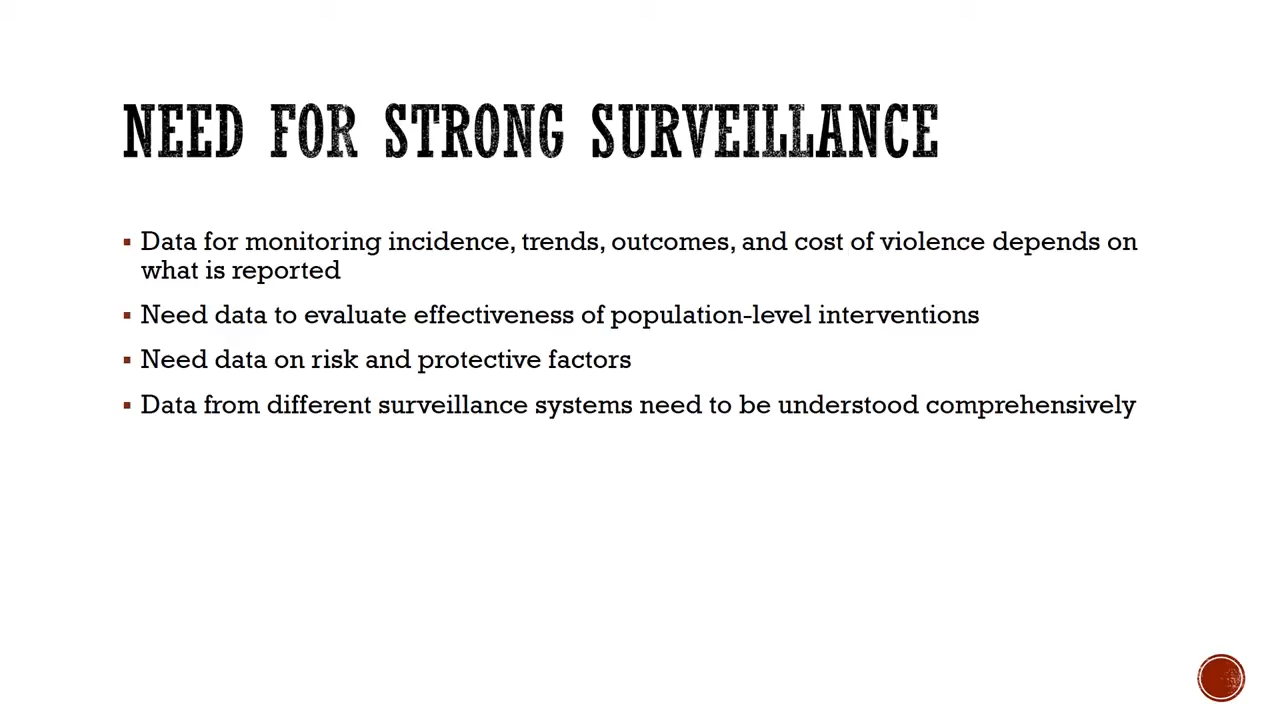 NEED FOR STRONG SURVEILLANCE
▪ Data for monitoring incidence, trends, outcomes, and cost of violence depends on
what is reported
▪ Need data to evaluate effectiveness of population-level interventions
▪ Need data on risk and protective factors
▪ Data from different surveillance systems need to be understood comprehensively